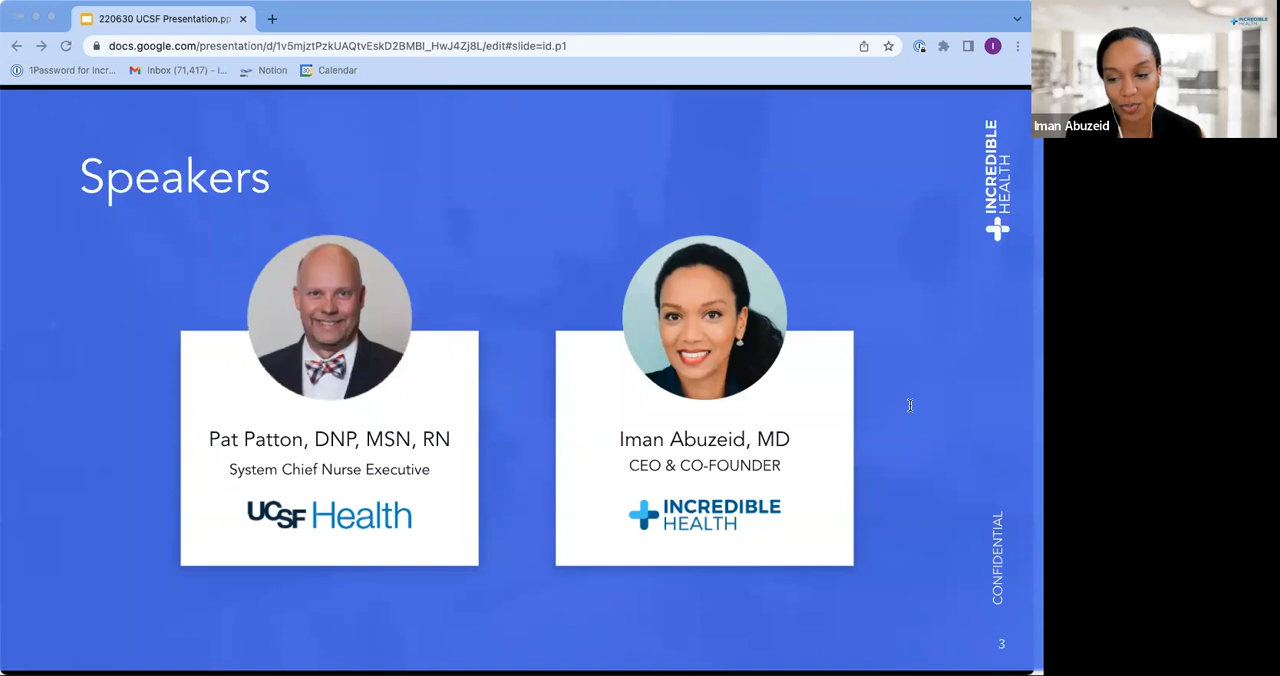 220630 UCSF Presentation.pp
docs.google.com/presentation/d/1v5mjztPzkUAQtvEskD2BMBI_HwJ4Zj8L/edit#slide=id.p1
1Password for Incr...
Inbox (71,417) – i...
Notion
Calendar
Iman Abuzeid
INCREDIBLE
HEALTH
Speakers
Pat Patton, DNP, MSN, RN
System Chief Nurse Executive
UCSF Health
Iman Abuzeid, MD
CEO & CO-FOUNDER
INCREDIBLE
HEALTH
CONFIDENTIAL
3